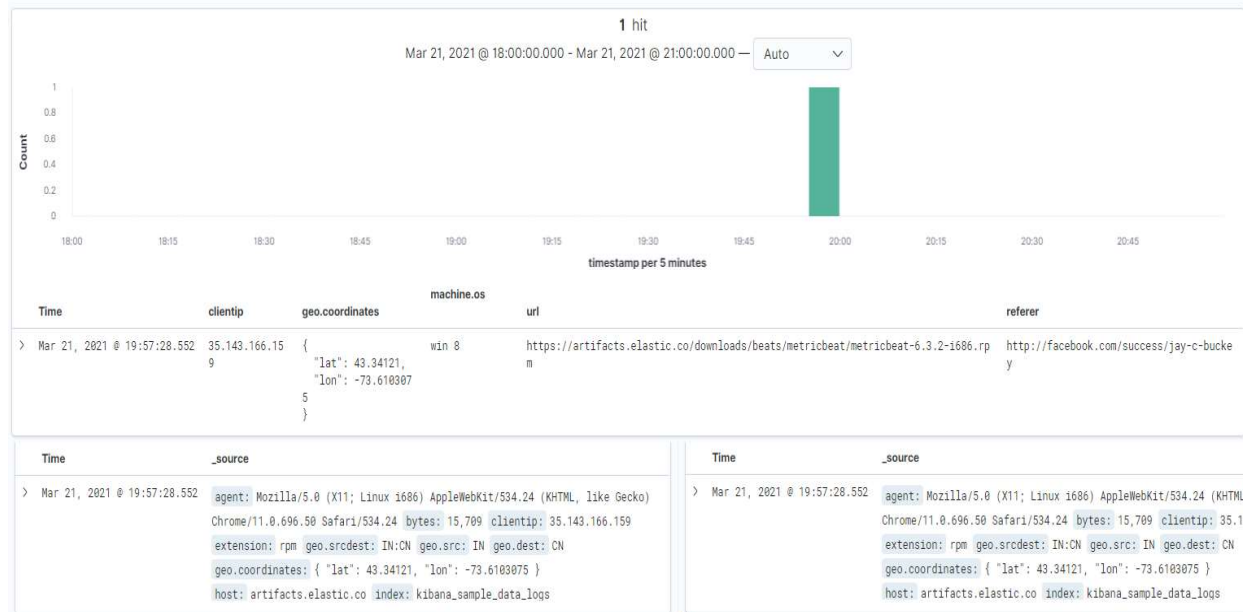 1 hit
Mar 21, 2021 @ 18:00:00.000 - Mar 21, 2021 @ 21:00:00.000 — Auto
1
0.8
0.6
0.4
0.2
0
Count
18:00 18:15 18:30 18:45 19:00 19:15 19:30 19:45 20:00 20:15 20:30 20:45
timestamp per 5 minutes
Time clientip geo.coordinates machine.os url referer
> Mar 21, 2021 @ 19:57:28.552 35.143.166.15 { win 8 https://artifacts.elastic.co/downloads/beats/metricbeat/metricbeat-6.3.2-i686.rp http://facebook.com/success/jay-c-bucke
9 "lat": 43.34121, m y
"lon": -73.610307
5
}
Time _source
> Mar 21, 2021 @ 19:57:28.552 agent: Mozilla/5.0 (X11; Linux i686) AppleWebKit/534.24 (KHTML, like Gecko)
Chrome/11.0.696.50 Safari/534.24 bytes: 15,709 clientip: 35.143.166.159
extension: rpm geo.srcdest: IN:CN geo.src: IN geo.dest: CN
geo.coordinates: { "lat": 43.34121, "lon": -73.6103075 }
host: artifacts.elastic.co index: kibana_sample_data_logs
Time _source
> Mar 21, 2021 @ 19:57:28.552 agent: Mozilla/5.0 (X11; Linux i686) AppleWebKit/534.24 (KHTML
Chrome/11.0.696.50 Safari/534.24 bytes: 15,709 clientip: 35.1
extension: rpm geo.srcdest: IN:CN geo.src: IN geo.dest: CN
geo.coordinates: { "lat": 43.34121, "lon": -73.6103075 }
host: artifacts.elastic.co index: kibana_sample_data_logs